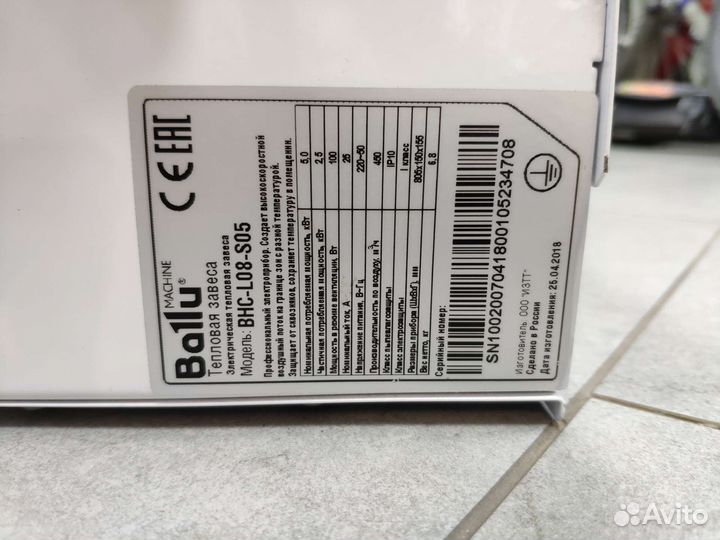 Ballu
MACHINE
CE EAC
Тепловая завеса
Электрическая тепловая завеса
Модель: BHC-L08-S05
Профессиональный электроприбор. Создает высокоскоростной
воздушный поток на границе зон с разной температурой.
Защищает от сквозняков, сохраняет температуру в помещении.
Номинальная потребляемая мощность, кВт 5,0
Частичная потребляемая мощность, кВт 2,5
Мощность в режиме вентиляции, Вт 100
Номинальный ток, А 25
Напряжение питания, В~Гц 220~50
Производительность по воздуху, м³/ч 450
Класс пылевлагозащиты IP10
Класс электрозащиты I класс
Размеры прибора (ШхВхГ), мм 805x150x155
Вес нетто, кг 6,8
Серийный номер:
SN1002007041800105234708
Изготовитель ООО "ИЗТТ"
Сделано в России
Дата изготовления: 25.04.2018
Avito